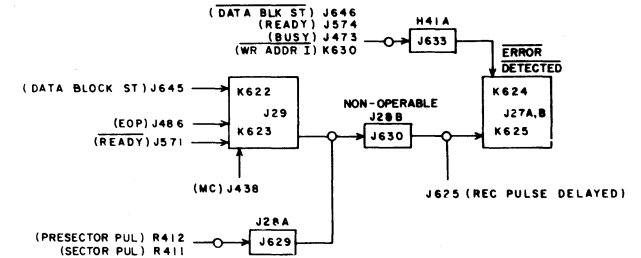 (DATA BLK ST) J646
(READY) J574
(BUSY) J473
(WR ADDR I) K630
H41A
J633
ERROR
DETECTED
(DATA BLOCK ST) J645
K622
J29
K623
(EOP) J486
(READY) J571
(MC) J438
NON-OPERABLE
J28B
J630
K624
J27A,B
K625
J625 (REC PULSE DELAYED)
J28A
J629
(PRESECTOR PUL) R412
(SECTOR PUL) R411